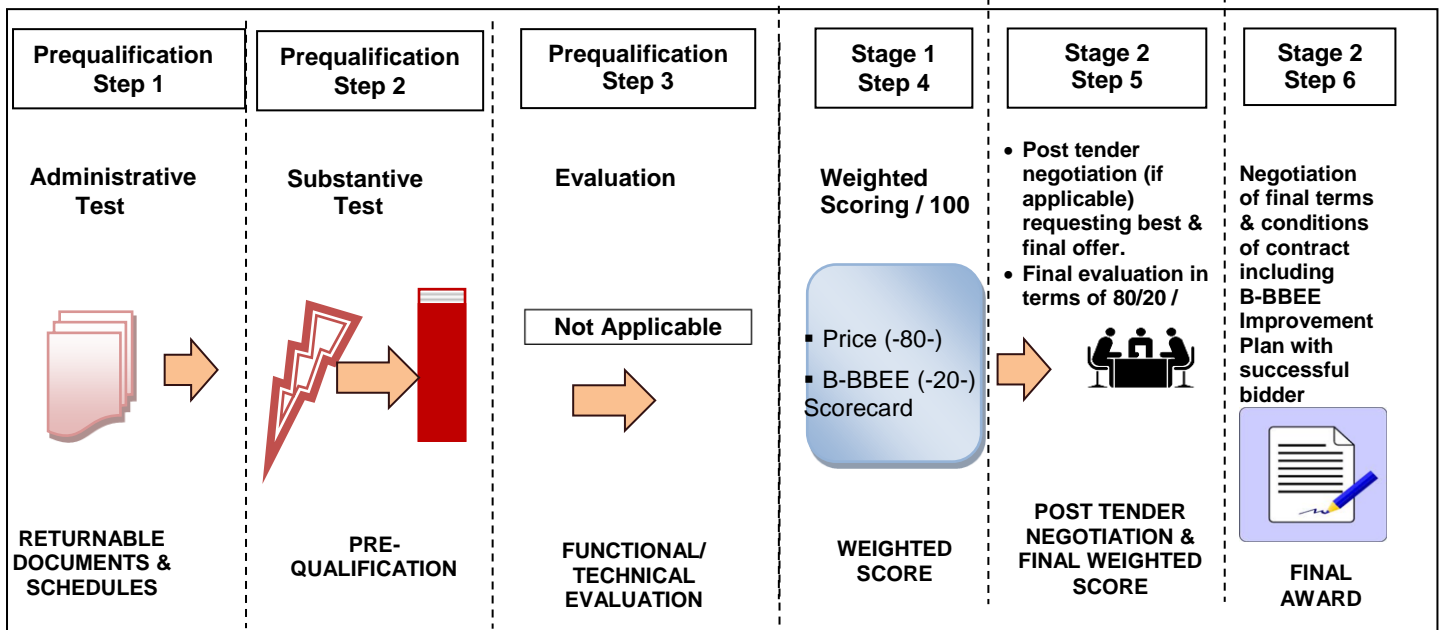 Prequalification
Step 1
Administrative
Test
RETURNABLE
DOCUMENTS &
SCHEDULES
Prequalification
Step 2
Substantive
Test
PRE-
QUALIFICATION
Prequalification
Step 3
Evaluation
Not Applicable
FUNCTIONAL/
TECHNICAL
EVALUATION
Stage 1
Step 4
Weighted
Scoring / 100
▪ Price (-80-)
▪ B-BBEE (-20-)
Scorecard
WEIGHTED
SCORE
Stage 2
Step 5
• Post tender
negotiation (if
applicable)
requesting best &
final offer.
• Final evaluation in
terms of 80/20 /
POST TENDER
NEGOTIATION &
FINAL WEIGHTED
SCORE
Stage 2
Step 6
Negotiation
of final terms
& conditions
of contract
including
B-BBEE
Improvement
Plan with
successful
bidder
FINAL
AWARD